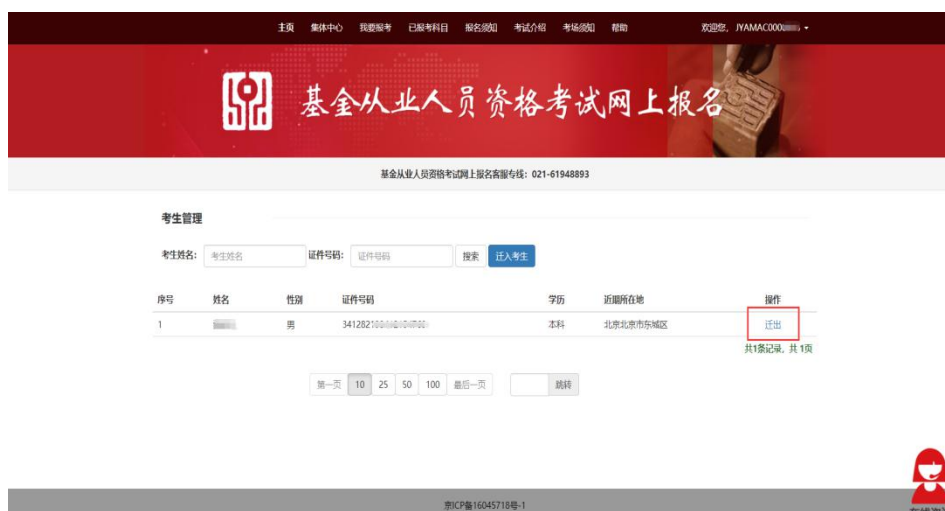 主页 集体中心 我要报考 已报考科目 报名须知 考试介绍 考场须知 帮助 欢迎您, JYAMAC000
基金从业人员资格考试网上报名
基金从业人员资格考试网上报名客服专线：021-61948893
考生管理
考生姓名: 考生姓名 证件号码: 证件号码 搜索 迁入考生
序号 姓名 性别 证件号码 学历 近期所在地 操作
1 男 341282 本科 北京北京市东城区 迁出
共1条记录, 共 1页
第一页 10 25 50 100 最后一页 跳转
京ICP备16045718号-1